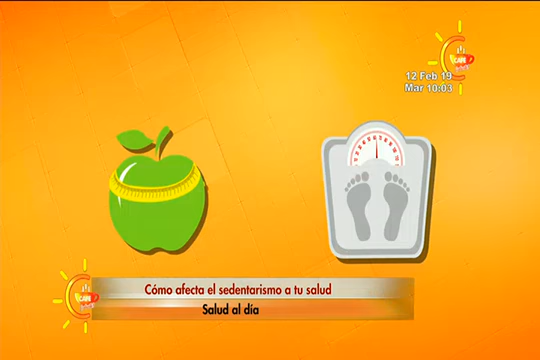 12 Feb 19
Mar 10:03
Cómo afecta el sedentarismo a tu salud
Salud al día